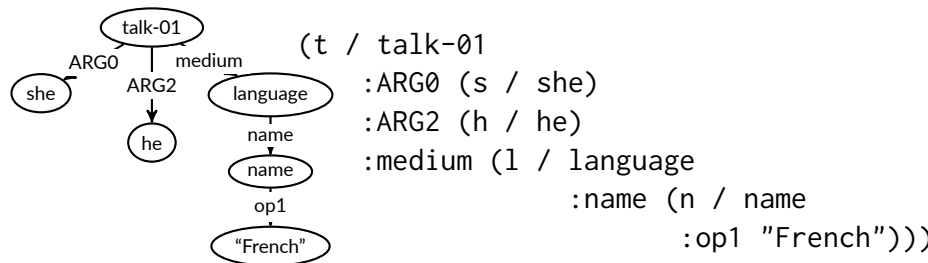 talk-01
ARG0
medium
she
ARG2
language
he
name
name
op1
“French”
(t / talk-01
:ARG0 (s / she)
:ARG2 (h / he)
:medium (l / language
:name (n / name
:op1 "French")))